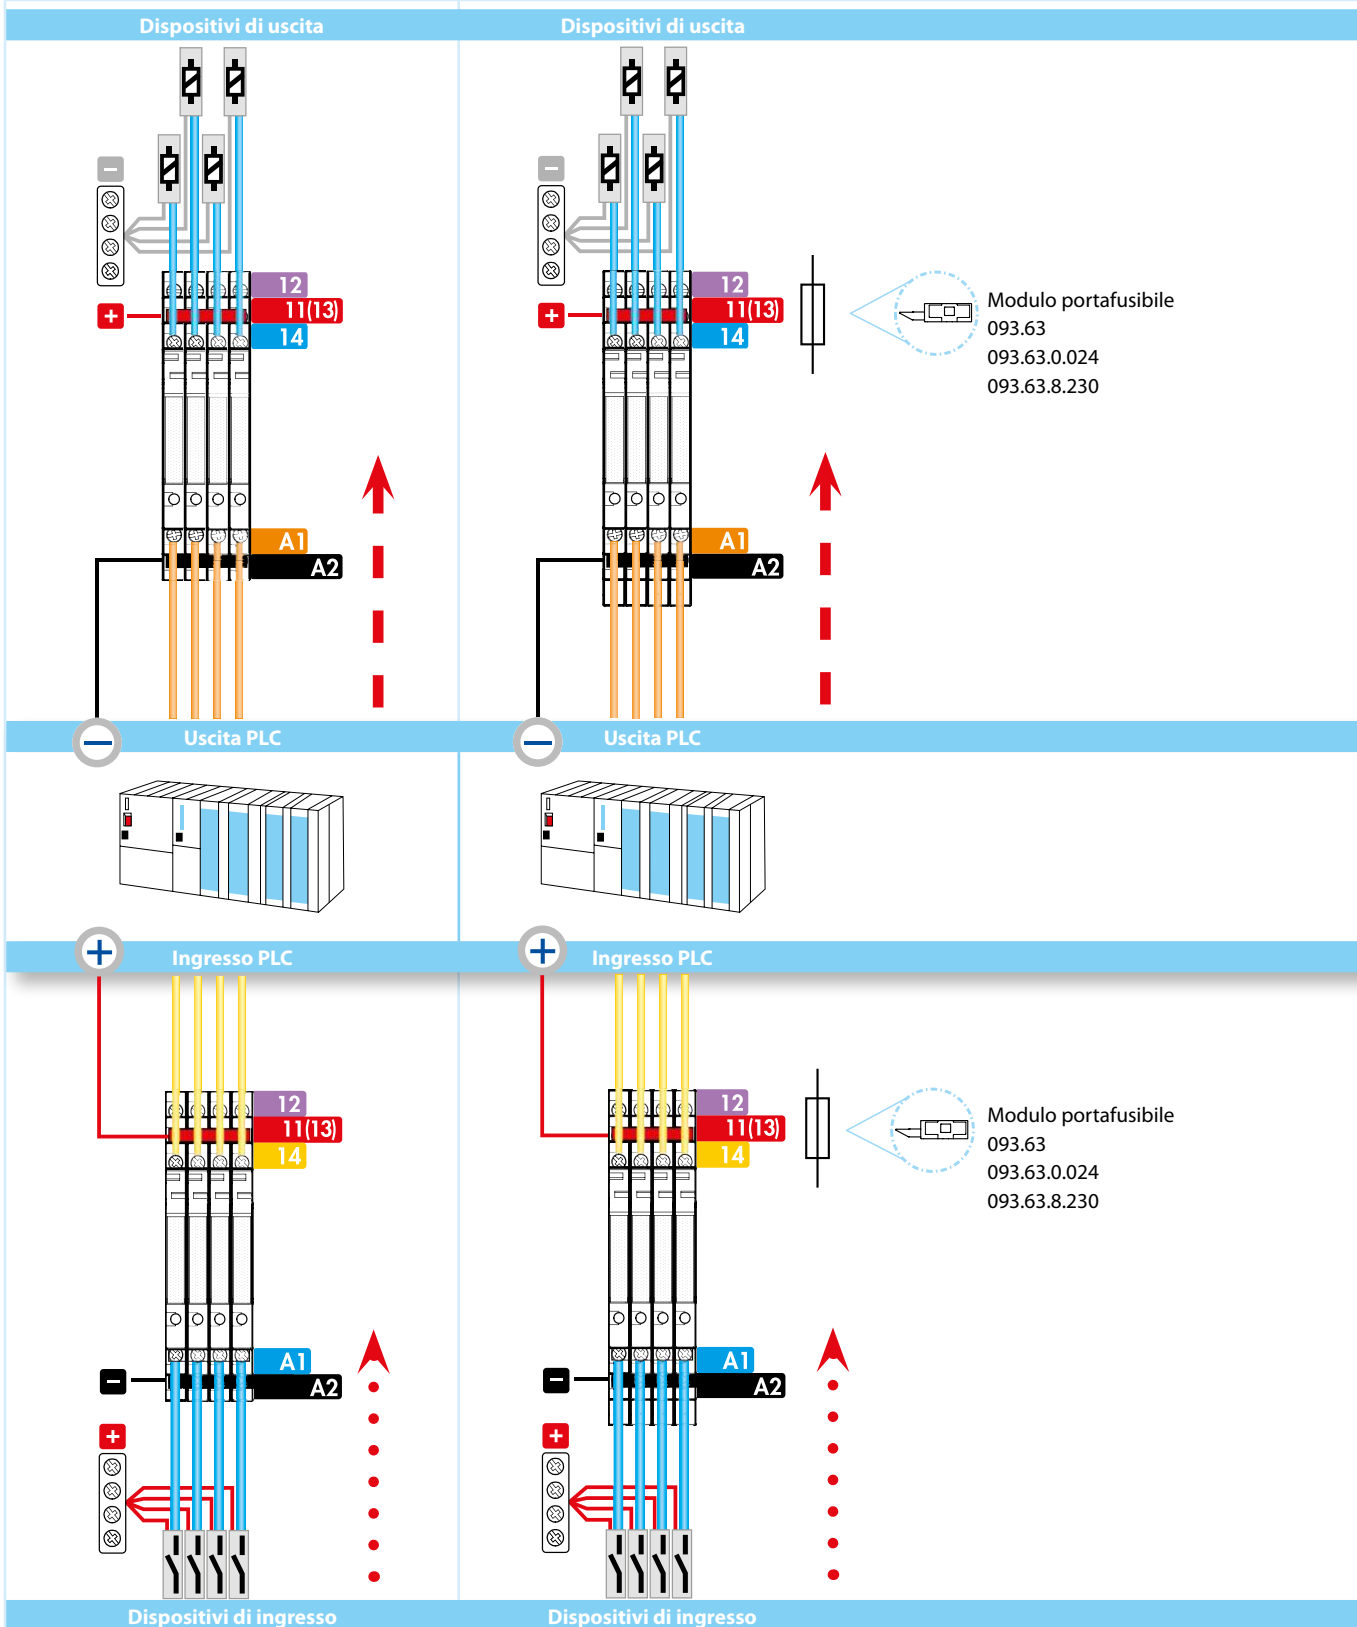 Dispositivi di uscita
Dispositivi di uscita
−
−
12
+
11(13)
14
12
+
11(13)
14
Modulo portafusibile
093.63
093.63.0.024
093.63.8.230
A1
A2
A1
A2
−
Uscita PLC
−
Uscita PLC
+
Ingresso PLC
+
Ingresso PLC
12
11(13)
14
12
11(13)
14
Modulo portafusibile
093.63
093.63.0.024
093.63.8.230
A1
−
A2
A1
−
A2
+
+
Dispositivi di ingresso
Dispositivi di ingresso